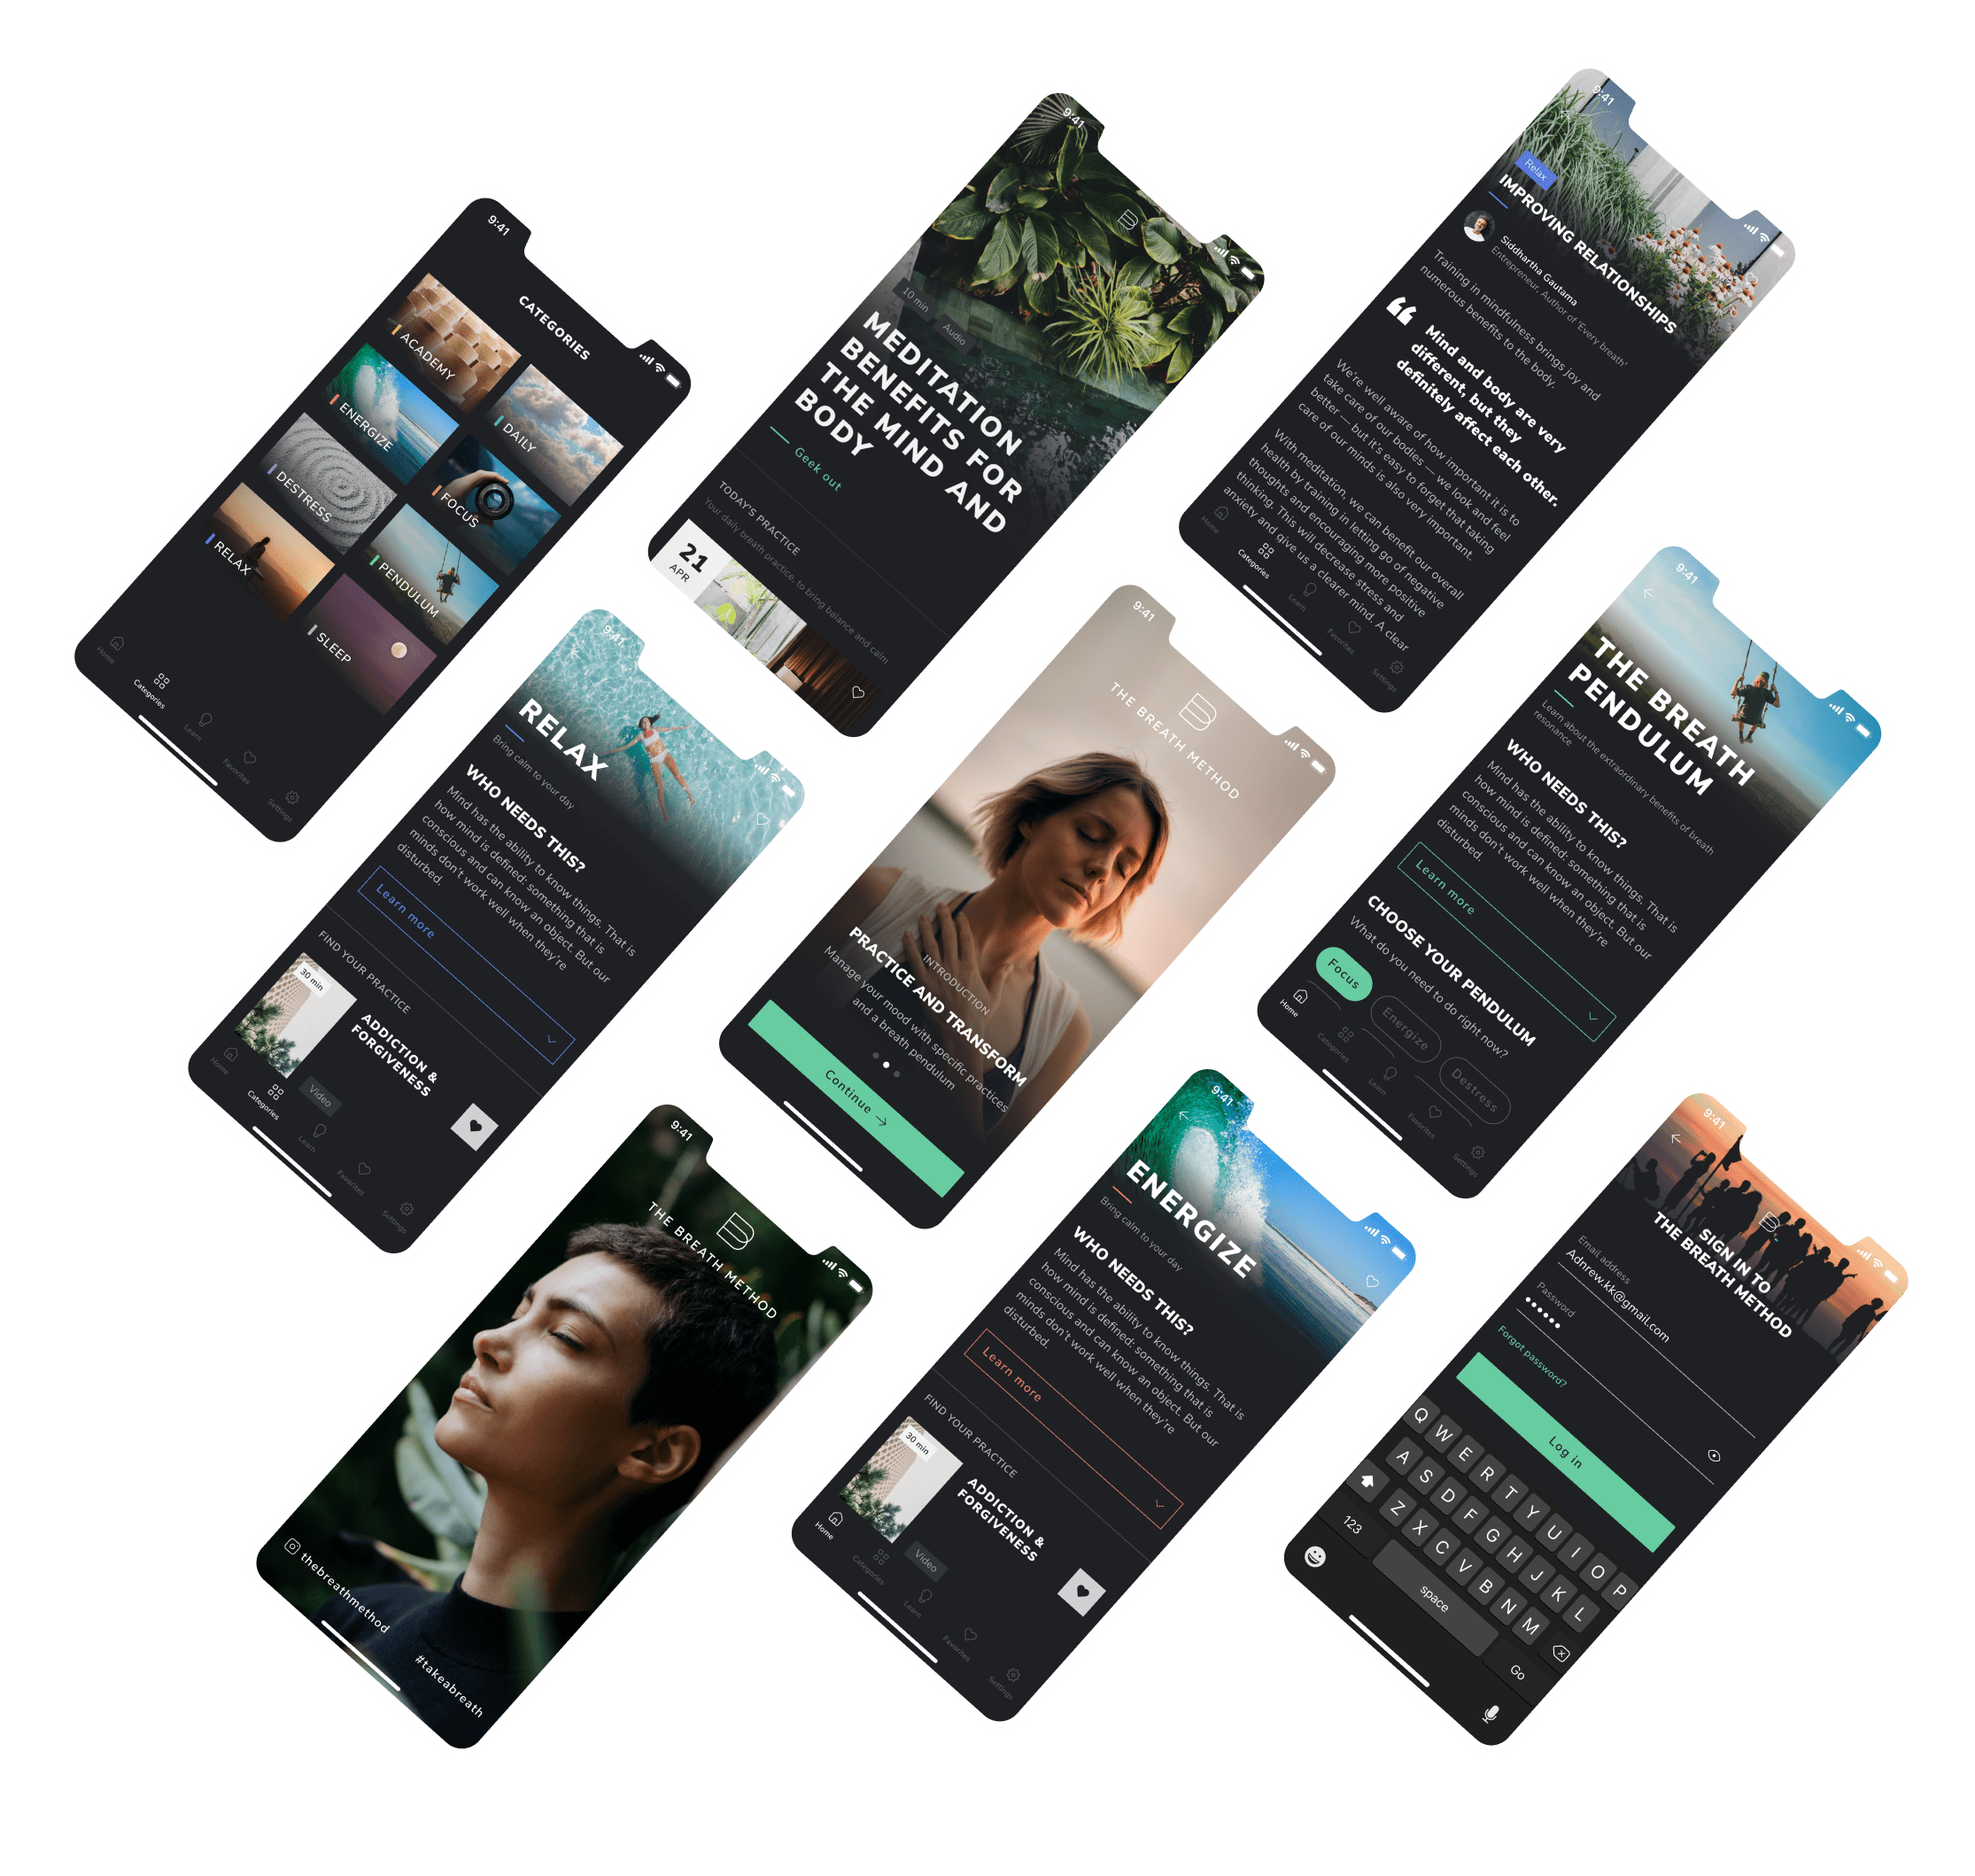 9:41
CATEGORIES
ACADEMY
DAILY
ENERGIZE
FOCUS
DESTRESS
PENDULUM
RELAX
SLEEP
Home
Categories
Learn
Favorites
Settings
9:41
10 min
Audio
MEDITATION
BENEFITS FOR
THE MIND AND
BODY
Geek out
TODAY'S PRACTICE
Your daily breath practice, to bring balance and calm
21
APR
9:41
Relax
IMPROVING RELATIONSHIPS
Siddhartha Gautama
Entrepreneur, Author of 'Every breath'
Training in mindfulness brings joy and
numerous benefits to the body.
“
Mind and body are very
different, but they
definitely affect each other.
We're well aware of how important it is to
take care of our bodies — we look and feel
better — but it's easy to forget that taking
care of our minds is also very important.
With meditation, we can benefit our overall
health by training in letting go of negative
thoughts and encouraging more positive
thinking. This will decrease stress and
anxiety and give us a clearer mind. A clear
Home
Categories
Learn
Favorites
Settings
9:41
RELAX
Bring calm to your day
WHO NEEDS THIS?
Mind has the ability to know things. That is
how mind is defined: something that is
conscious and can know an object. But our
minds don't work well when they're
disturbed.
Learn more
FIND YOUR PRACTICE
30 min
ADDICTION &
FORGIVENESS
Video
Home
Categories
Learn
Favorites
Settings
9:41
THE BREATH METHOD
INTRODUCTION
PRACTICE AND TRANSFORM
Manage your mood with specific practices
and a breath pendulum
Continue →
9:41
THE BREATH
PENDULUM
Learn about the extraordinary benefits of breath
resonance
WHO NEEDS THIS?
Mind has the ability to know things. That is
how mind is defined: something that is
conscious and can know an object. But our
minds don't work well when they're
disturbed.
Learn more
CHOOSE YOUR PENDULUM
What do you need to do right now?
Focus
Energize
Destress
Home
Categories
Learn
Favorites
Settings
9:41
THE BREATH METHOD
thebreathmethod
#takeabreath
9:41
ENERGIZE
Bring calm to your day
WHO NEEDS THIS?
Mind has the ability to know things. That is
how mind is defined: something that is
conscious and can know an object. But our
minds don't work well when they're
disturbed.
Learn more
FIND YOUR PRACTICE
30 min
ADDICTION &
FORGIVENESS
Video
Home
Categories
Learn
Favorites
Settings
9:41
SIGN IN TO
THE BREATH METHOD
Email address
Adnrew.kk@gmail.com
Password
Forgot password?
Log in
Q W E R T Y U I O P
A S D F G H J K L
Z X C V B N M
123
space
Go